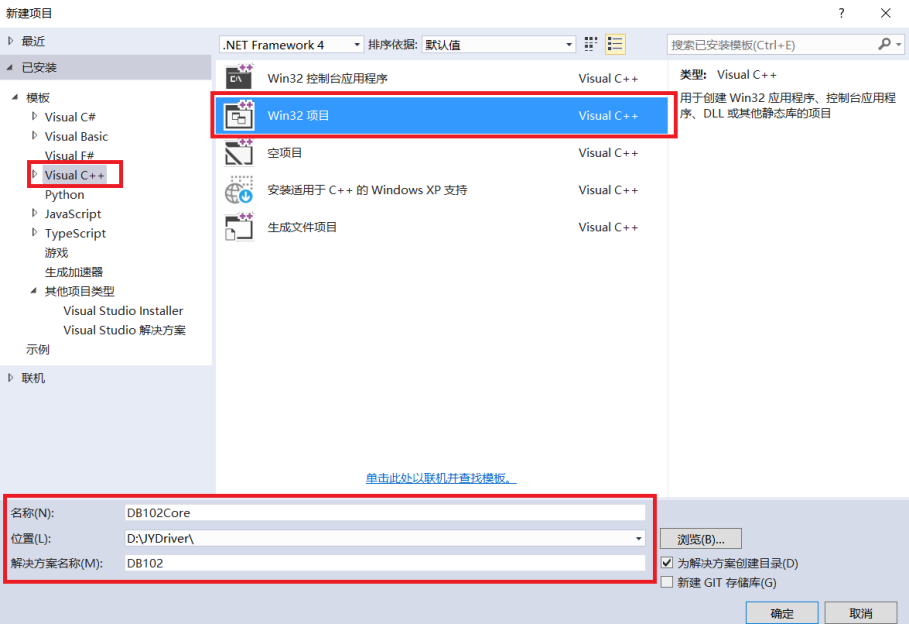 新建项目
?
最近
.NET Framework 4
排序依据:
默认值
搜索已安装模板(Ctrl+E)
已安装
模板
Visual C#
Visual Basic
Visual F#
Visual C++
Python
JavaScript
TypeScript
游戏
生成加速器
其他项目类型
Visual Studio Installer
Visual Studio 解决方案
示例
联机
Win32 控制台应用程序 Visual C++
Win32 项目 Visual C++
空项目 Visual C++
安装适用于 C++ 的 Windows XP 支持 Visual C++
生成文件项目 Visual C++
单击此处以联机并查找模板。
类型: Visual C++
用于创建 Win32 应用程序、控制台应用程
序、DLL 或其他静态库的项目
名称(N): DB102Core
位置(L): D:\JYDriver\
浏览(B)...
解决方案名称(M): DB102
为解决方案创建目录(D)
新建 GIT 存储库(G)
确定
取消